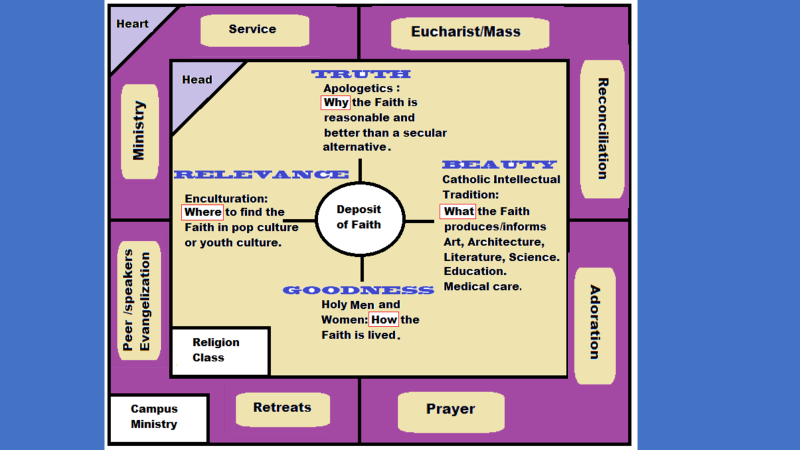 Heart
Service
Eucharist/Mass
Head
TRUTH
Apologetics :
Why the Faith is
reasonable and
better than a secular
alternative.
Ministry
Reconciliation
RELEVANCE
Enculturation:
Where to find the
Faith in pop culture
or youth culture.
Deposit
of Faith
BEAUTY
Catholic Intellectual
Tradition:
What the Faith
produces/informs
Art, Architecture,
Literature, Science.
Education.
Medical care.
GOODNESS
Holy Men and
Women: How the
Faith is lived.
Peer /speakers
Evangelization
Adoration
Religion
Class
Campus
Ministry
Retreats
Prayer